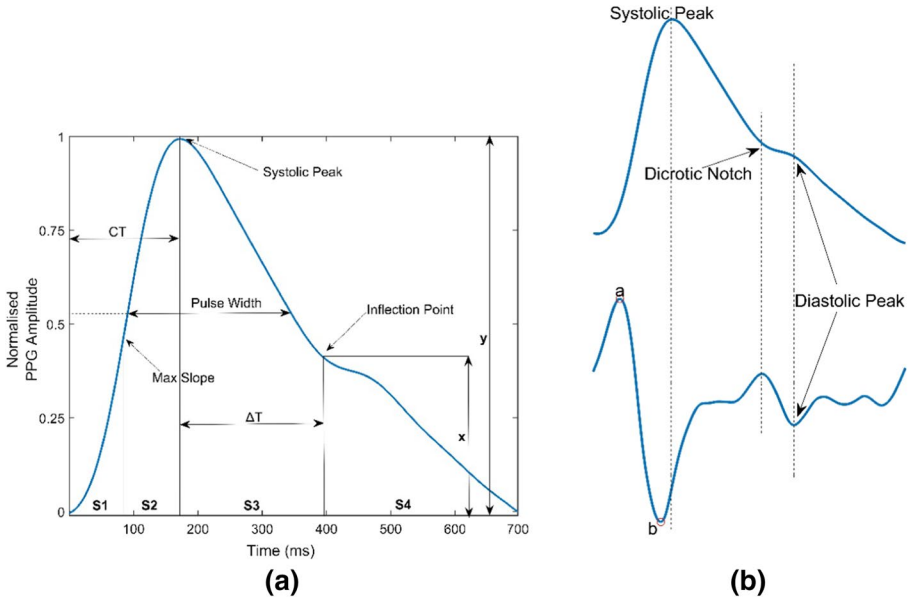 Systolic Peak
Dicrotic Notch
Diastolic Peak
a
b
(b)
1
0.75
0.5
0.25
0
Normalised
PPG Amplitude
Systolic Peak
CT
Pulse Width
Inflection Point
y
Max Slope
ΔT
x
S1 S2 S3 S4
100 200 300 400 500 600 700
Time (ms)
(a)